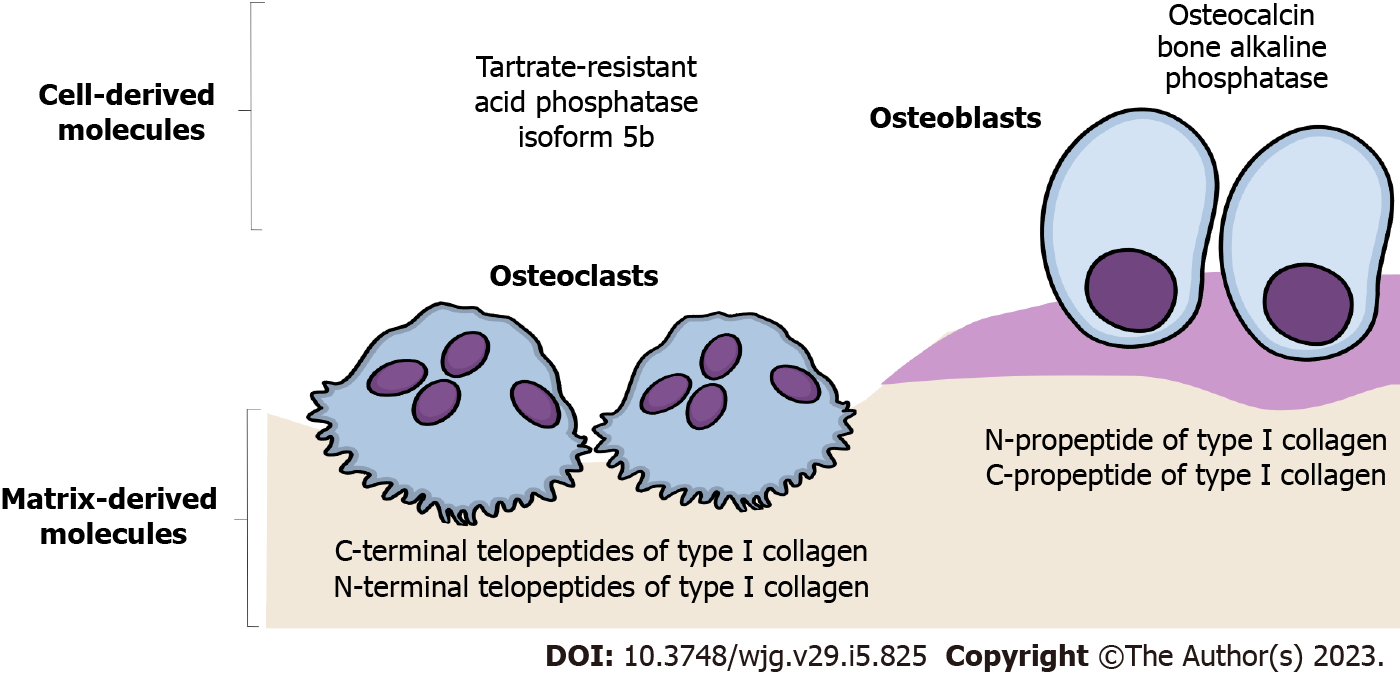 Osteocalcin
bone alkaline
phosphatase
Tartrate-resistant
acid phosphatase
isoform 5b
Cell-derived
molecules
Osteoblasts
Osteoclasts
N-propeptide of type I collagen
C-propeptide of type I collagen
Matrix-derived
molecules
C-terminal telopeptides of type I collagen
N-terminal telopeptides of type I collagen
DOI: 10.3748/wjg.v29.i5.825 Copyright ©The Author(s) 2023.